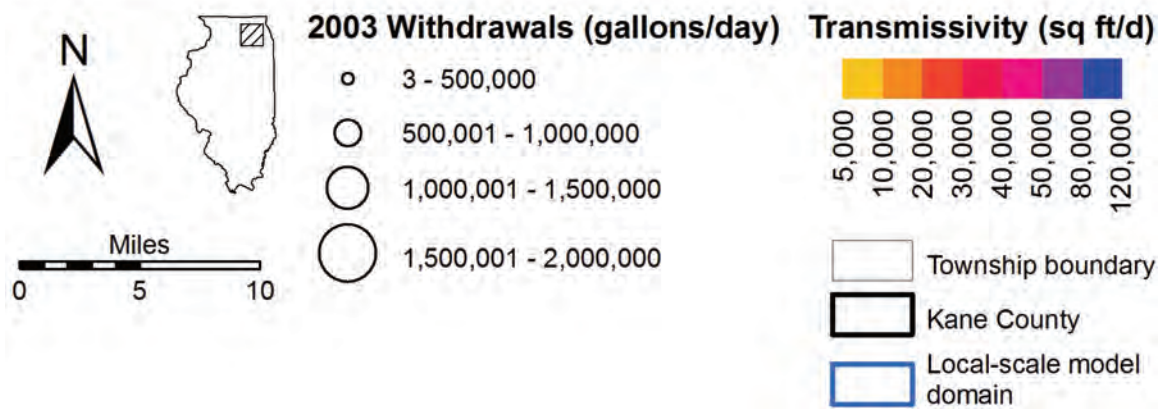 N
Miles
0 5 10
2003 Withdrawals (gallons/day)
3 - 500,000
500,001 - 1,000,000
1,000,001 - 1,500,000
1,500,001 - 2,000,000
Transmissivity (sq ft/d)
5,000
10,000
20,000
30,000
40,000
50,000
80,000
120,000
Township boundary
Kane County
Local-scale model
domain